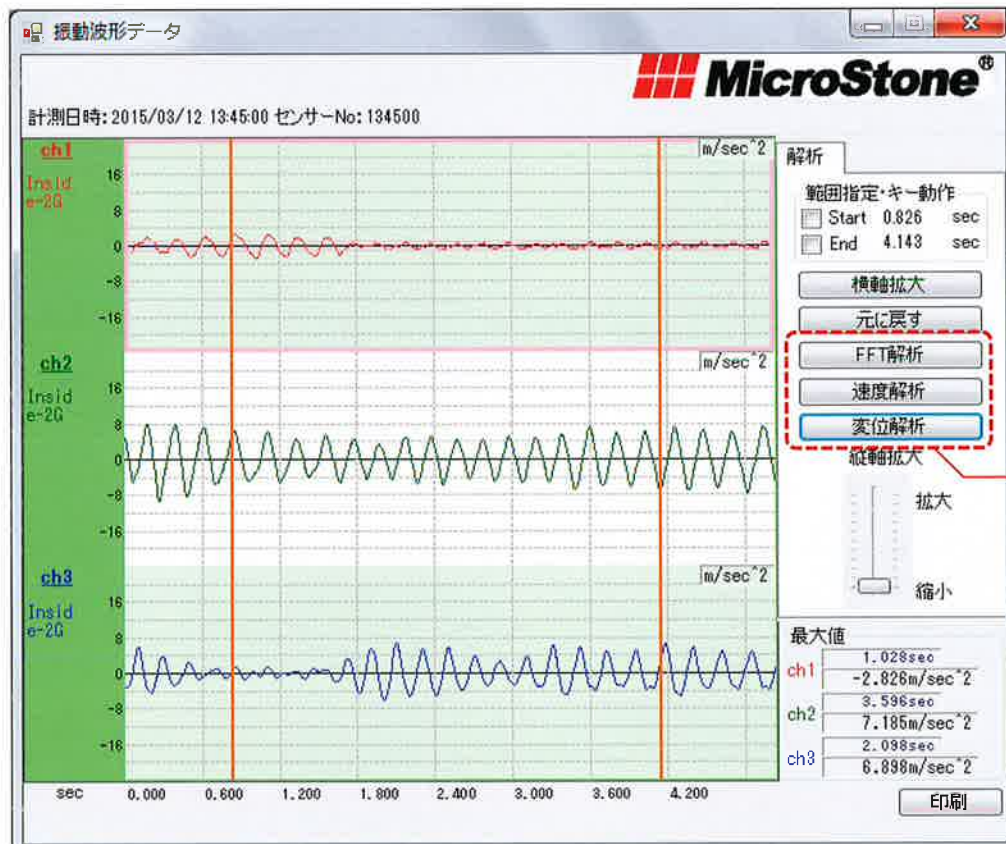 振動波形データ
MicroStone®
計測日時:2015/03/12 13:45:00 センサーNo:134500
ch1
Insid
e-2G
m/sec^2
16
8
0
-8
-16
ch2
Insid
e-2G
m/sec^2
16
8
0
-8
-16
ch3
Insid
e-2G
m/sec^2
16
8
0
-8
-16
sec 0.000 0.600 1.200 1.800 2.400 3.000 3.600 4.200
解析
範囲指定・キー動作
Start 0.826 sec
End 4.143 sec
横軸拡大
元に戻す
FFT解析
速度解析
変位解析
縦軸拡大
拡大
縮小
最大値
ch1 1.028sec
-2.826m/sec^2
ch2 3.596sec
7.185m/sec^2
ch3 2.098sec
6.898m/sec^2
印刷